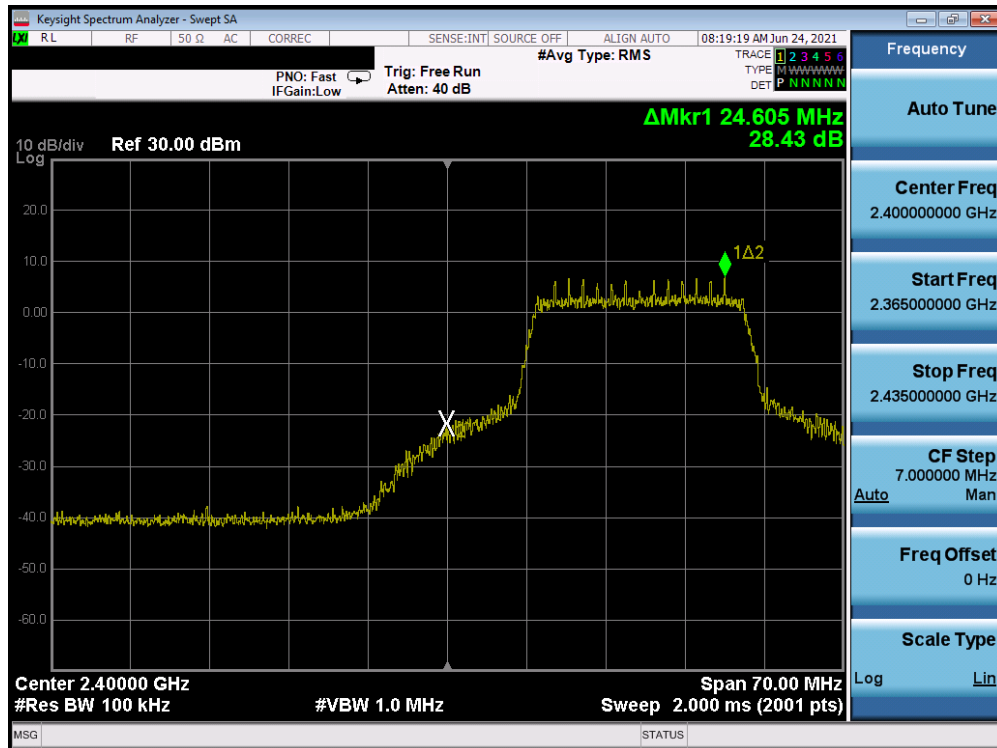 Keysight Spectrum Analyzer - Swept SA
LXI RL RF 50 Ω AC CORREC SENSE:INT SOURCE OFF ALIGN AUTO 08:19:19 AM Jun 24, 2021
#Avg Type: RMS
TRACE 1 2 3 4 5 6
TYPE M W W W W W
DET P N N N N N
PNO: Fast
IFGain:Low
Trig: Free Run
Atten: 40 dB
ΔMkr1 24.605 MHz
28.43 dB
10 dB/div
Log
Ref 30.00 dBm
20.0
10.0
0.00
-10.0
-20.0
-30.0
-40.0
-50.0
-60.0
1Δ2
X
Center 2.40000 GHz
Span 70.00 MHz
#Res BW 100 kHz
#VBW 1.0 MHz
Sweep 2.000 ms (2001 pts)
MSG
STATUS
Frequency
Auto Tune
Center Freq
2.400000000 GHz
Start Freq
2.365000000 GHz
Stop Freq
2.435000000 GHz
CF Step
7.000000 MHz
Auto Man
Freq Offset
0 Hz
Scale Type
Log Lin